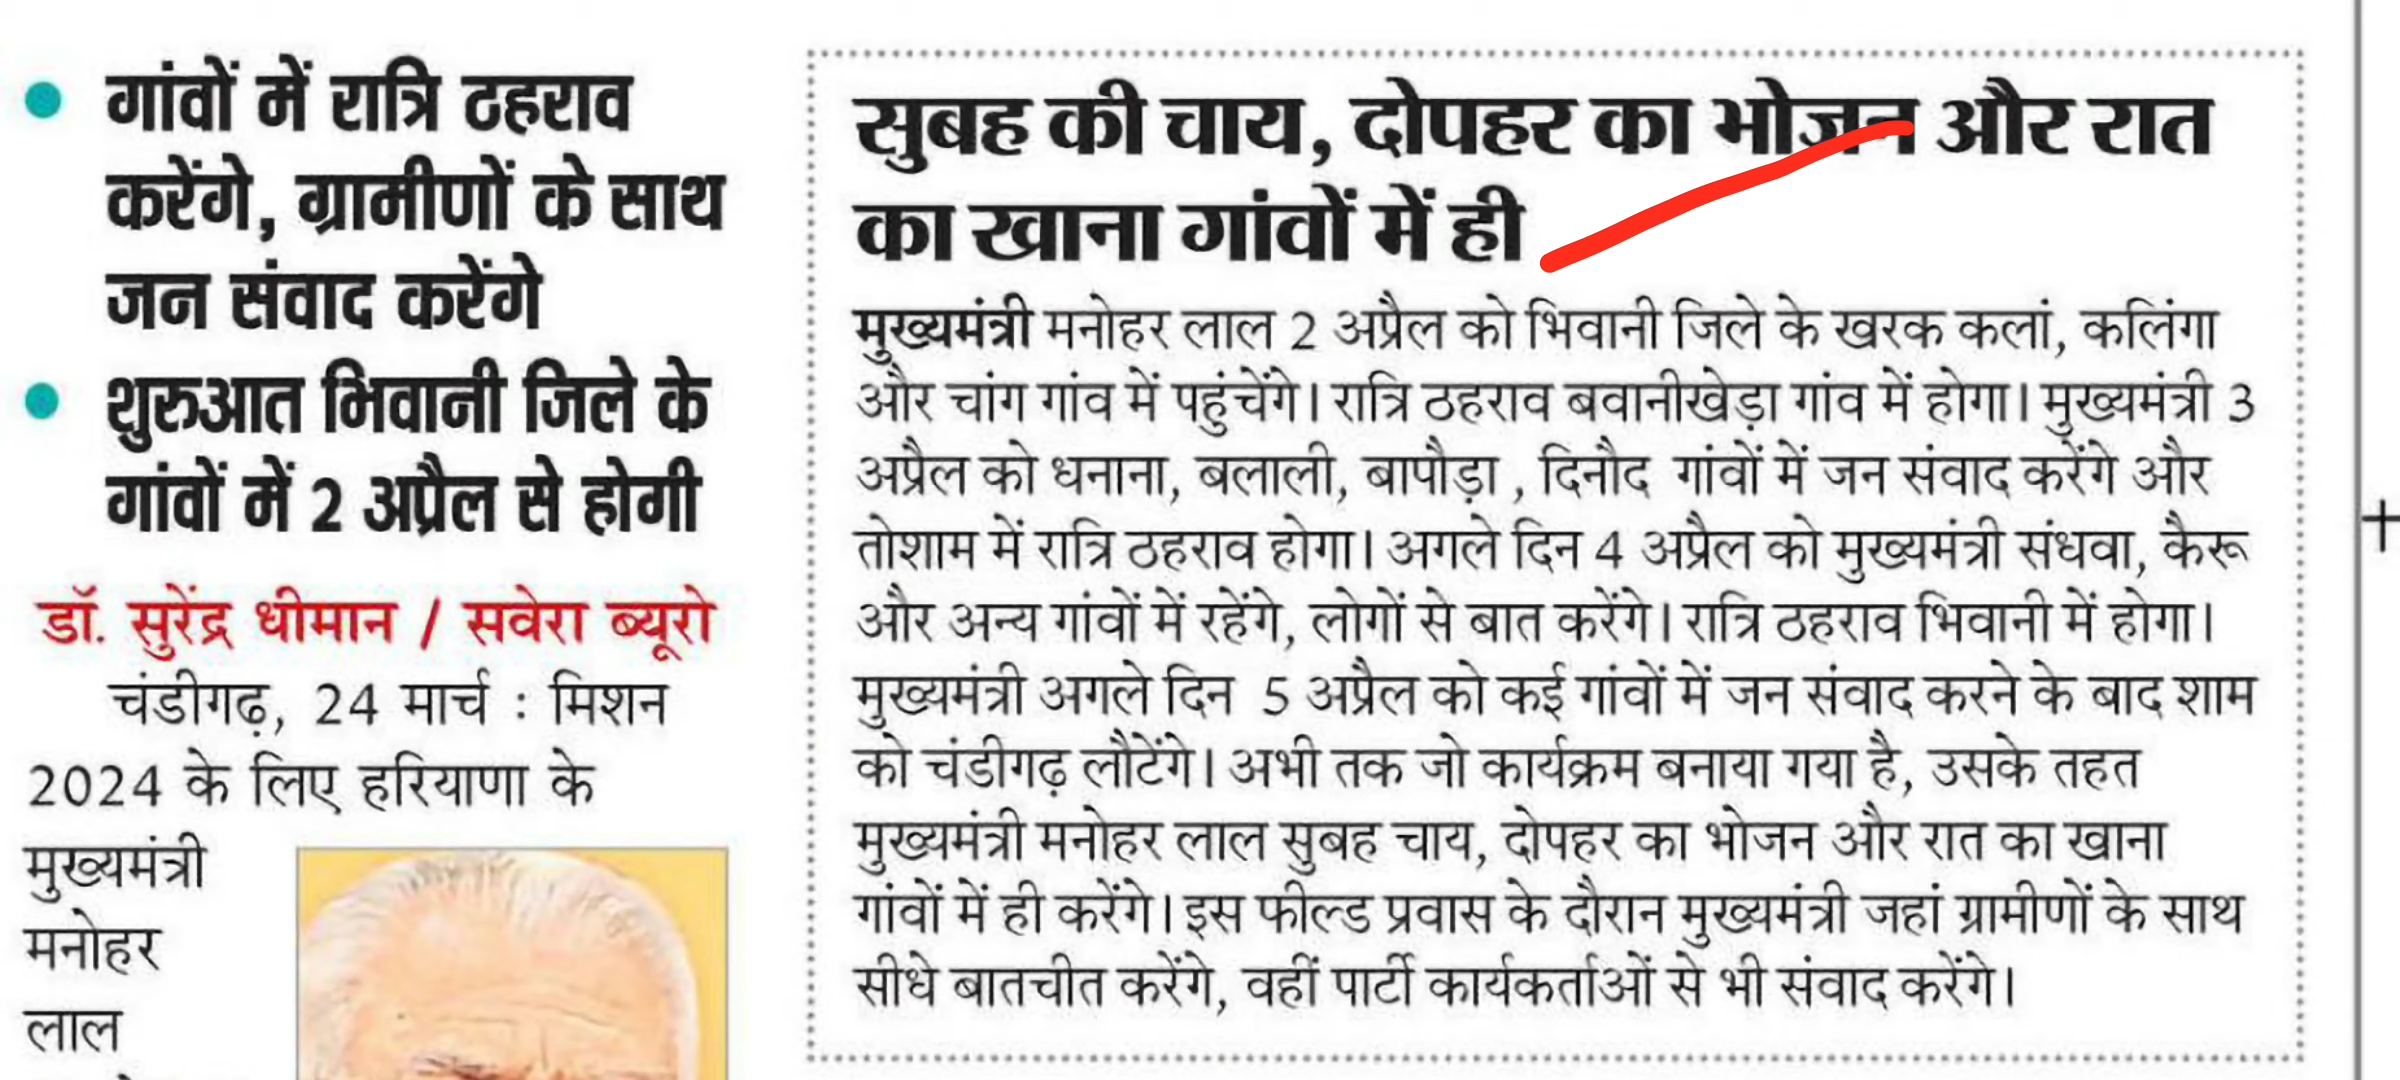 गांवों में रात्रि ठहराव
करेंगे, ग्रामीणों के साथ
जन संवाद करेंगे
शुरुआत भिवानी जिले के
गांवों में 2 अप्रैल से होगी
डॉ. सुरेंद्र धीमान / सवेरा ब्यूरो
चंडीगढ़, 24 मार्च : मिशन
2024 के लिए हरियाणा के
मुख्यमंत्री
मनोहर
लाल
सुबह की चाय, दोपहर का भोजन और रात
का खाना गांवों में ही
मुख्यमंत्री मनोहर लाल 2 अप्रैल को भिवानी जिले के खरक कलां, कलिंगा
और चांग गांव में पहुंचेंगे। रात्रि ठहराव बवानीखेड़ा गांव में होगा। मुख्यमंत्री 3
अप्रैल को धनाना, बलाली, बापौड़ा , दिनौद गांवों में जन संवाद करेंगे और
तोशाम में रात्रि ठहराव होगा। अगले दिन 4 अप्रैल को मुख्यमंत्री संधवा, कैरू
और अन्य गांवों में रहेंगे, लोगों से बात करेंगे। रात्रि ठहराव भिवानी में होगा।
मुख्यमंत्री अगले दिन 5 अप्रैल को कई गांवों में जन संवाद करने के बाद शाम
को चंडीगढ़ लौटेंगे। अभी तक जो कार्यक्रम बनाया गया है, उसके तहत
मुख्यमंत्री मनोहर लाल सुबह चाय, दोपहर का भोजन और रात का खाना
गांवों में ही करेंगे। इस फील्ड प्रवास के दौरान मुख्यमंत्री जहां ग्रामीणों के साथ
सीधे बातचीत करेंगे, वहीं पार्टी कार्यकर्ताओं से भी संवाद करेंगे।